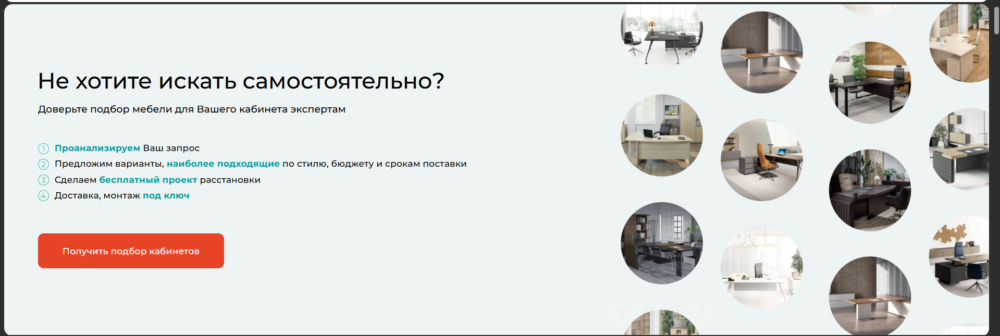 Не хотите искать самостоятельно?
Доверьте подбор мебели для Вашего кабинета экспертам
1 Проанализируем Ваш запрос
2 Предложим варианты, наиболее подходящие по стилю, бюджету и срокам поставки
3 Сделаем бесплатный проект расстановки
4 Доставка, монтаж под ключ
Получить подбор кабинетов